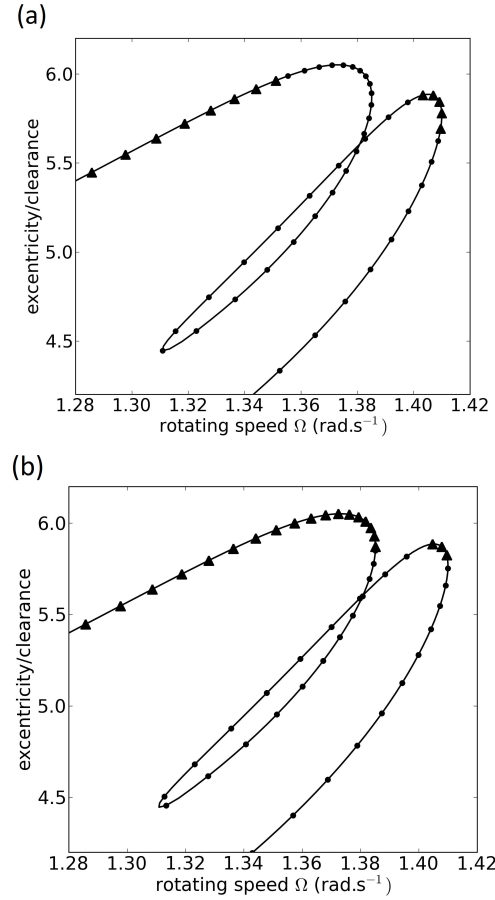 (a)
6.0
5.5
5.0
4.5
excentricity/clearance
1.28 1.30 1.32 1.34 1.36 1.38 1.40 1.42
rotating speed Ω (rad.s⁻¹)
(b)
6.0
5.5
5.0
4.5
excentricity/clearance
1.28 1.30 1.32 1.34 1.36 1.38 1.40 1.42
rotating speed Ω (rad.s⁻¹)